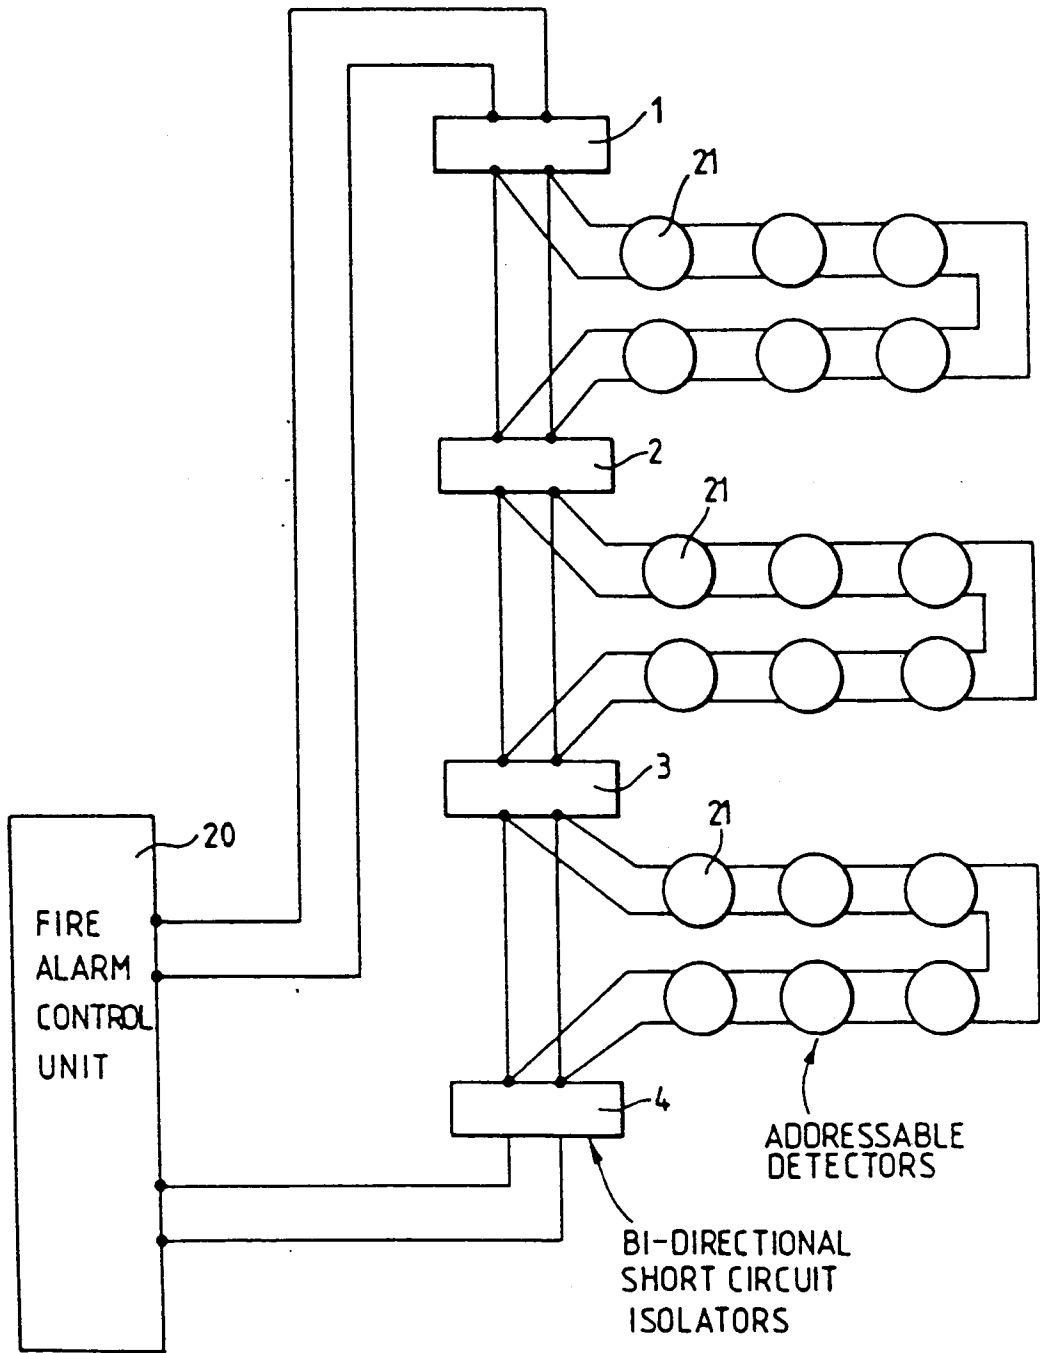 1
21
2
21
3
21
20
FIRE
ALARM
CONTROL
UNIT
4
ADDRESSABLE
DETECTORS
BI-DIRECTIONAL
SHORT CIRCUIT
ISOLATORS